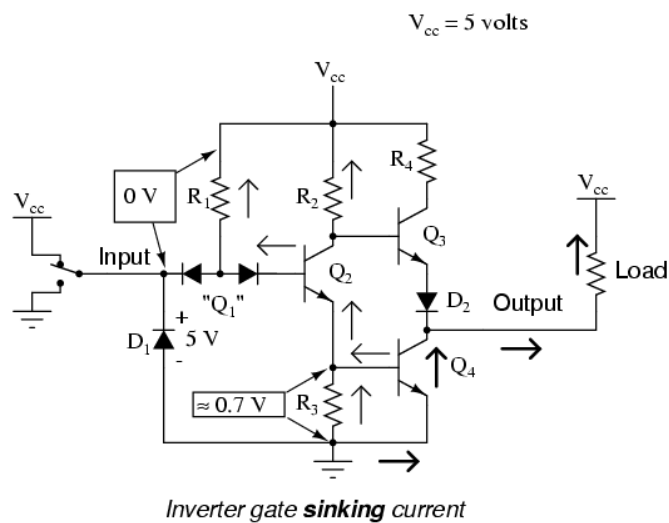 Vcc = 5 volts
Vcc
R4
0 V
R1
R2
Vcc
Vcc
Input
Q3
Load
"Q1"
Q2
D2
Output
D1
+
5 V
-
Q4
≈ 0.7 V
R3
Inverter gate sinking current